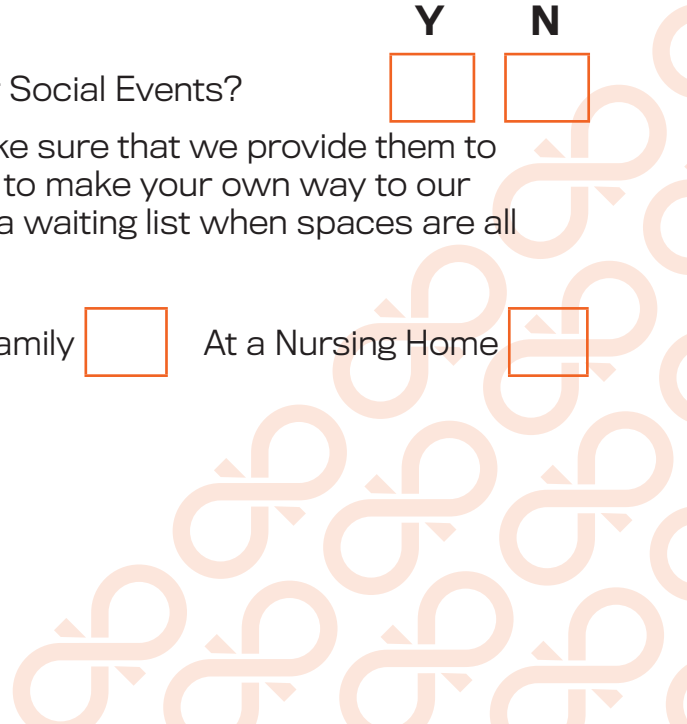 Y N
Social Events?
ke sure that we provide them to
to make your own way to our
a waiting list when spaces are all
amily At a Nursing Home